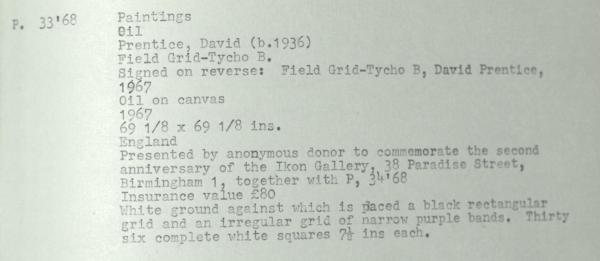 P. 33'68
Paintings
Oil
Prentice, David (b.1936)
Field Grid-Tycho B.
Signed on reverse: Field Grid-Tycho B, David Prentice,
1967
Oil on canvas
1967
69 1/8 x 69 1/8 ins.
England
Presented by anonymous donor to commemorate the second
anniversary of the Ikon Gallery, 38 Paradise Street,
Birmingham 1, together with P, 34'68
Insurance value £80
White ground against which is paced a black rectangular
grid and an irregular grid of narrow purple bands. Thirty
six complete white squares 7½ ins each.